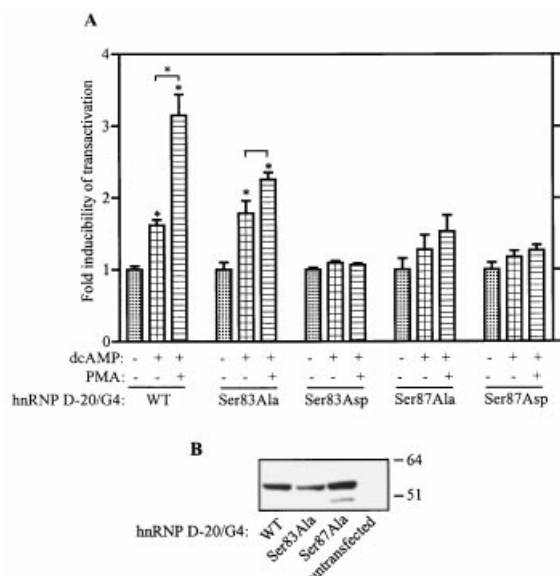 A
Fold inducibility of transactivation
4
3
2
1
0
* * *
* *
dcAMP: - + + - + + - + + - + + - + +
PMA: - - + - - + - - + - - + - - +
hnRNP D-20/G4: WT Ser83Ala Ser83Asp Ser87Ala Ser87Asp
B
- 64
- 51
hnRNP D-20/G4: WT Ser83Ala Ser87Ala untransfected